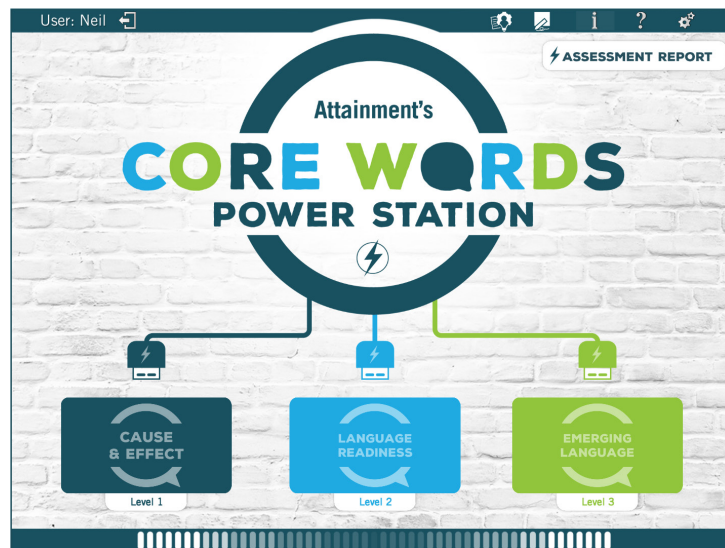 User: Neil
i ?
ASSESSMENT REPORT
Attainment's
CORE WORDS
POWER STATION
CAUSE
& EFFECT
Level 1
LANGUAGE
READINESS
Level 2
EMERGING
LANGUAGE
Level 3